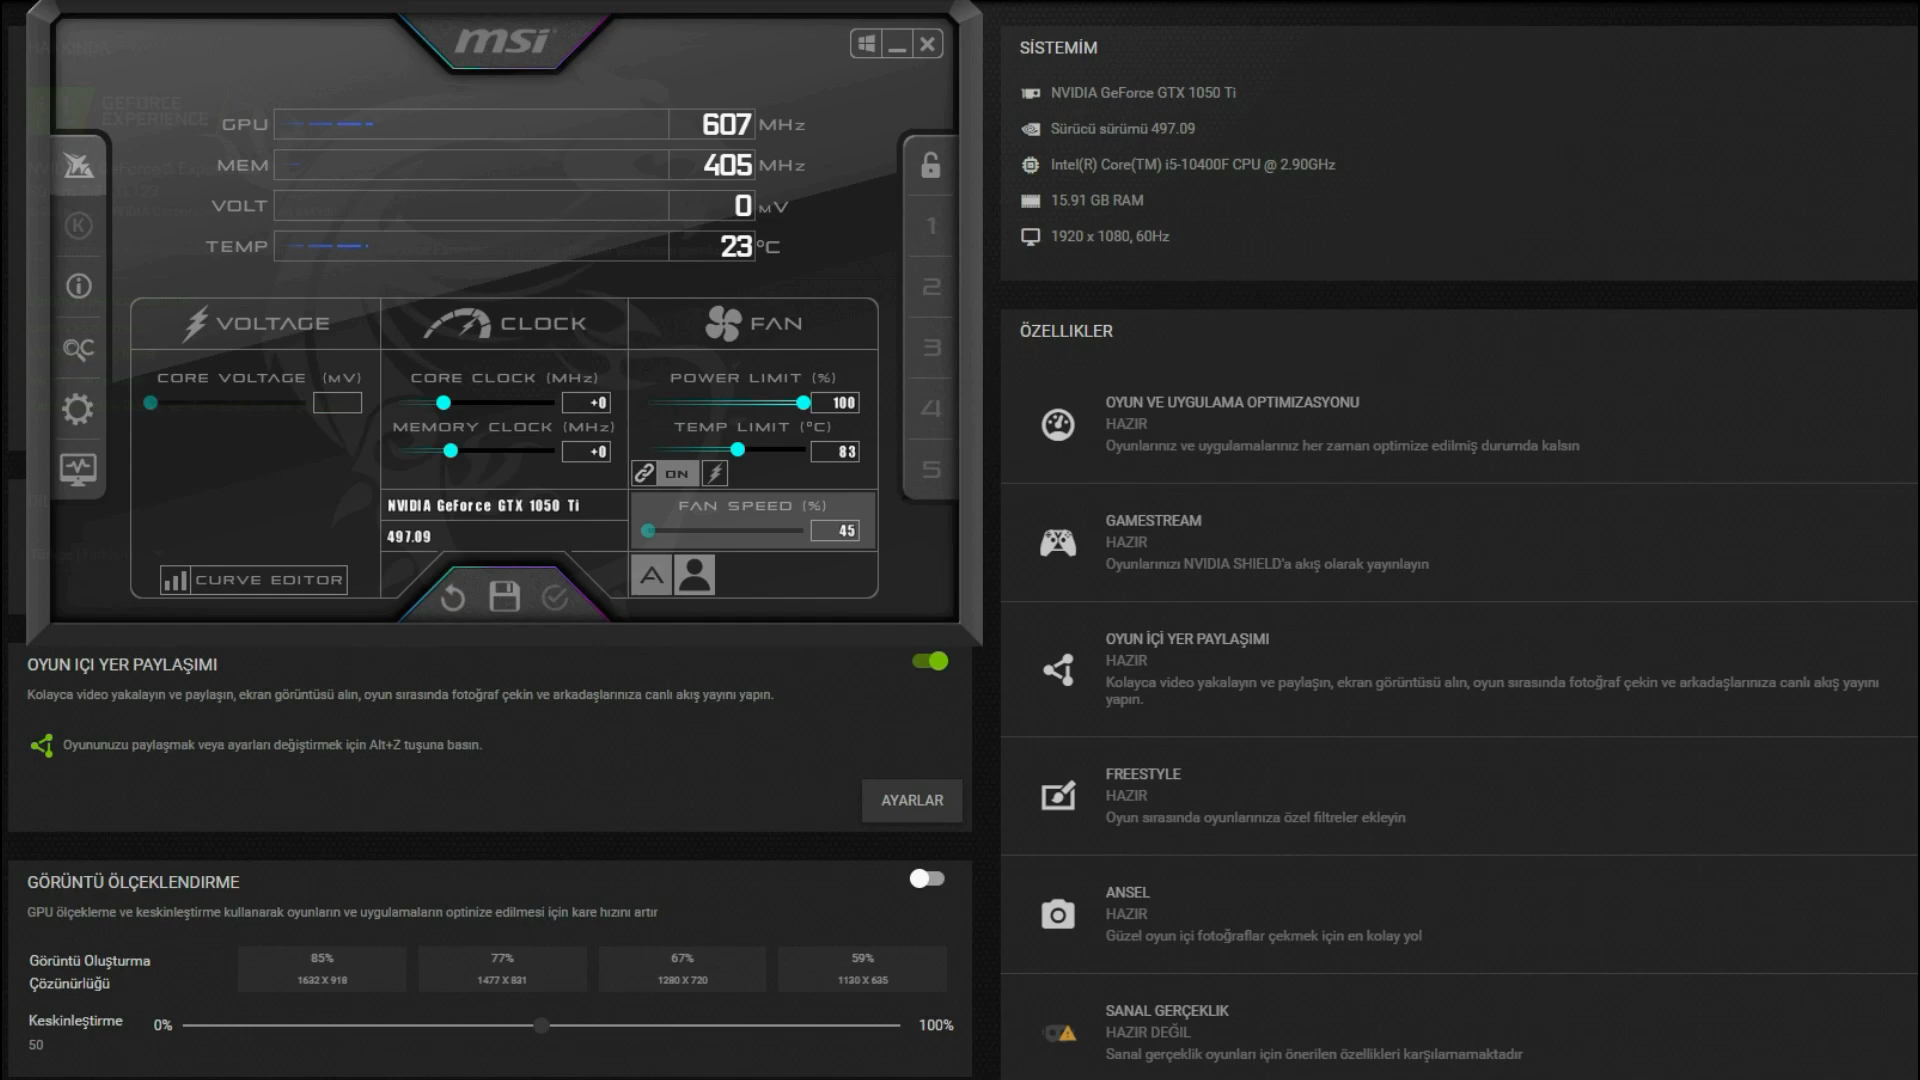 HAKKINDA
msi
GEFORCE
EXPERIENCE
GPU 607 MHz
MEM 405 MHz
VOLT 0 MV
TEMP 23 °C
K
1
2
3
4
5
VOLTAGE
CLOCK
FAN
CORE VOLTAGE (MV)
CORE CLOCK (MHz)
+0
MEMORY CLOCK (MHz)
+0
POWER LIMIT (%)
100
TEMP LIMIT (°C)
83
ON
NVIDIA GeForce GTX 1050 Ti
497.09
FAN SPEED (%)
45
CURVE EDITOR
A
OYUN IÇI YER PAYLAŞIMI
Kolayca video yakalayın ve paylaşın, ekran görüntüsü alın, oyun sırasında fotoğraf çekin ve arkadaşlarınıza canlı akış yayını yapın.
Oyununuzu paylaşmak veya ayarları değiştirmek için Alt+Z tuşuna basın.
AYARLAR
GÖRÜNTÜ ÖLÇEKLENDIRME
GPU ölçekleme ve keskinleştirme kullanarak oyunların ve uygulamaların optinize edilmesi için kare hızını artır
Görüntü Oluşturma
Çözünürlüğü
85%
1632 X 918
77%
1477 X 831
67%
1280 X 720
59%
1130 X 635
Keskinleştirme
50
0%
100%
SİSTEMİM
NVIDIA GeForce GTX 1050 Ti
Sürücü sürümü 497.09
Intel(R) Core(TM) i5-10400F CPU @ 2.90GHz
15.91 GB RAM
1920 x 1080, 60Hz
ÖZELLIKLER
OYUN VE UYGULAMA OPTIMIZASYONU
HAZIR
Oyunlarınız ve uygulamalarınız her zaman optimize edilmiş durumda kalsın
GAMESTREAM
HAZIR
Oyunlarınızı NVIDIA SHIELD'a akış olarak yayınlayın
OYUN İÇİ YER PAYLAŞIMI
HAZIR
Kolayca video yakalayın ve paylaşın, ekran görüntüsü alın, oyun sırasında fotoğraf çekin ve arkadaşlarınıza canlı akış yayını
yapın.
FREESTYLE
HAZIR
Oyun sırasında oyunlarınıza özel filtreler ekleyin
ANSEL
HAZIR
Güzel oyun içi fotoğraflar çekmek için en kolay yol
SANAL GERÇEKLIK
HAZIR DEĞIL
Sanal gerçeklik oyunları için önerilen özellikleri karşılamamaktadır